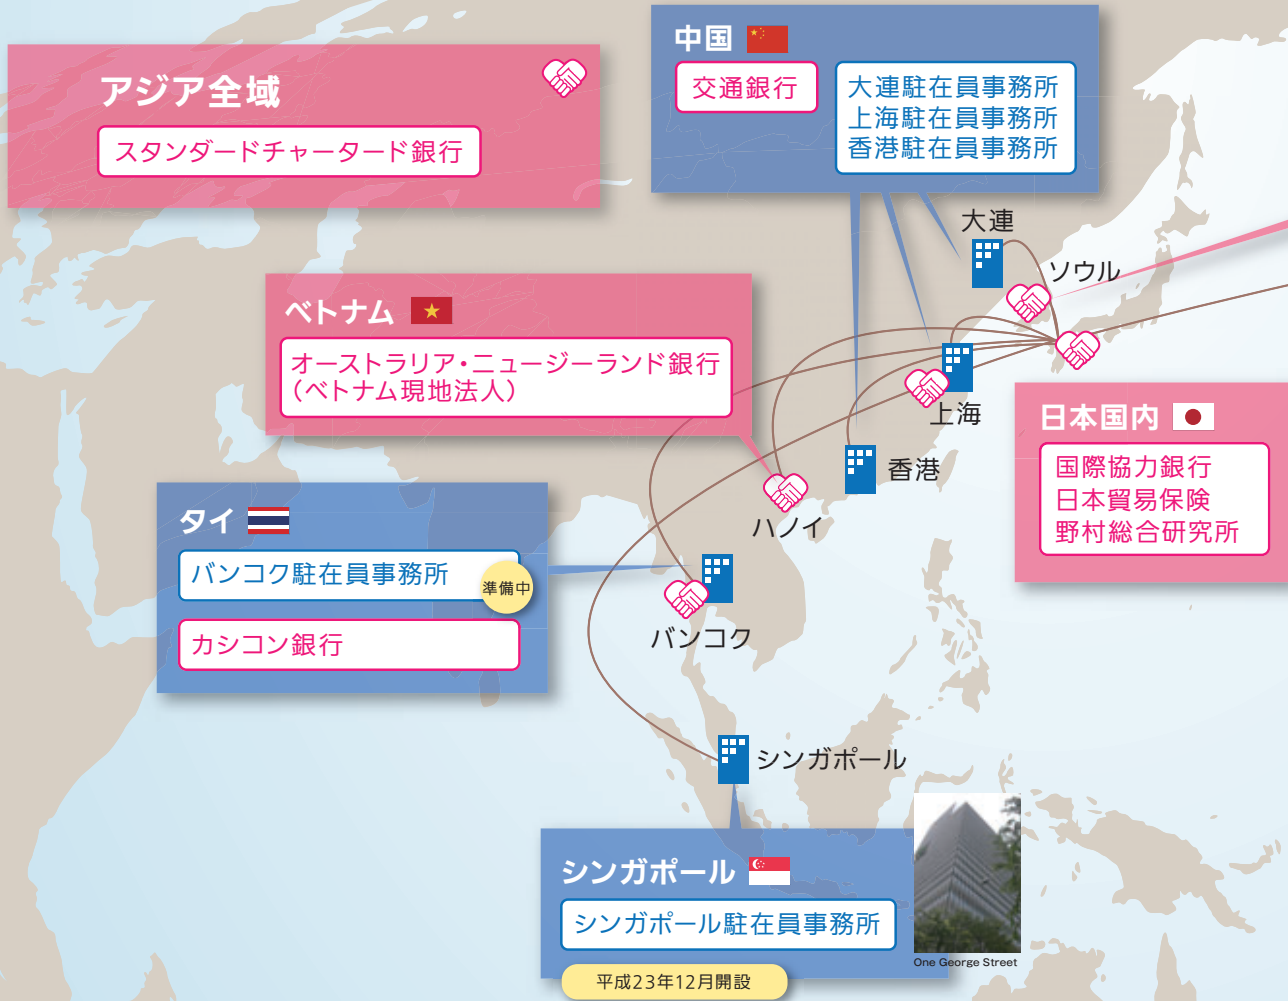 アジア全域
スタンダードチャータード銀行
中国
交通銀行
大連駐在員事務所
上海駐在員事務所
香港駐在員事務所
大連
ソウル
ベトナム
オーストラリア・ニュージーランド銀行
(ベトナム現地法人)
上海
日本国内
国際協力銀行
日本貿易保険
野村総合研究所
香港
ハノイ
タイ
バンコク駐在員事務所
準備中
カシコン銀行
バンコク
シンガポール
シンガポール
シンガポール駐在員事務所
平成23年12月開設
One George Street